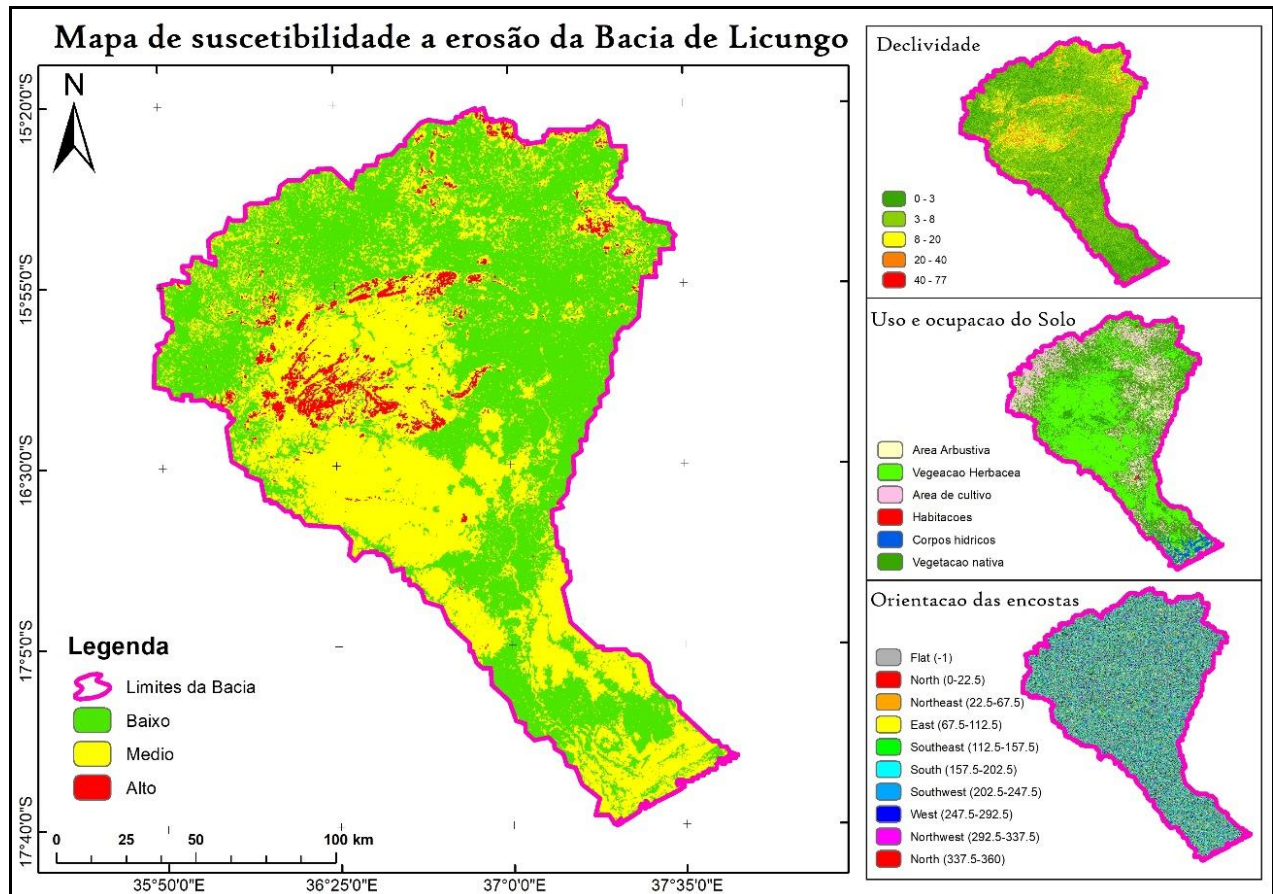 Mapa de suscetibilidade a erosão da Bacia de Licungo
N
15°20'0"S
15°55'0"S
16°30'0"S
17°5'0"S
17°40'0"S
Legenda
Limites da Bacia
Baixo
Medio
Alto
0 25 50 100 km
35°50'0"E 36°25'0"E 37°0'0"E 37°35'0"E
Declividade
0 - 3
3 - 8
8 - 20
20 - 40
40 - 77
Uso e ocupacao do Solo
Area Arbustiva
Vegeacao Herbacea
Area de cultivo
Habitacoes
Corpos hidricos
Vegetacao nativa
Orientacao das encostas
Flat (-1)
North (0-22.5)
Northeast (22.5-67.5)
East (67.5-112.5)
Southeast (112.5-157.5)
South (157.5-202.5)
Southwest (202.5-247.5)
West (247.5-292.5)
Northwest (292.5-337.5)
North (337.5-360)